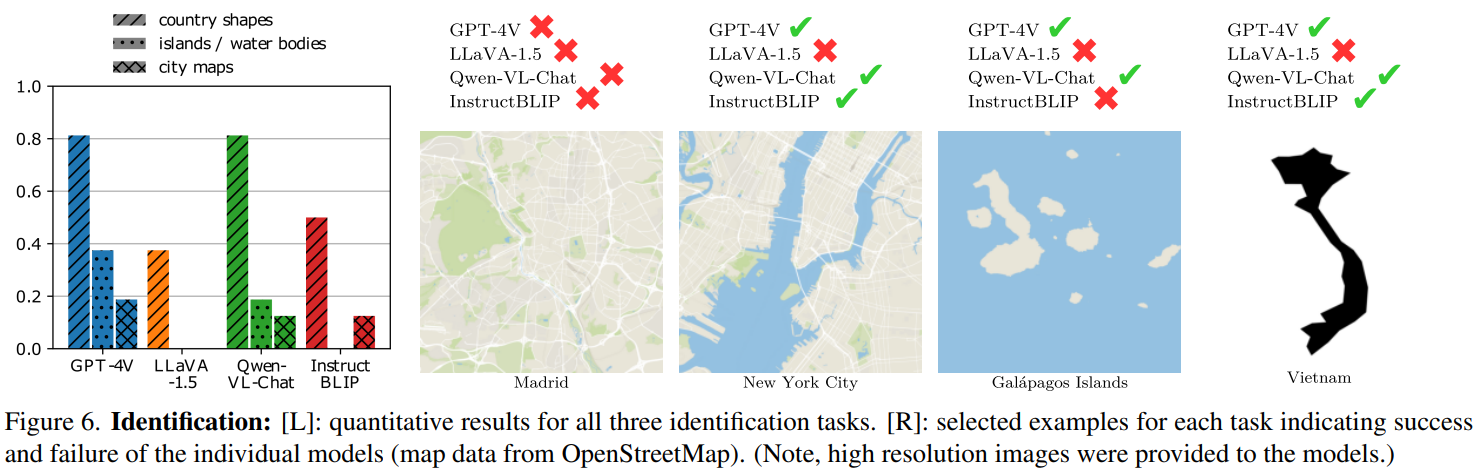 country shapes
islands / water bodies
city maps
1.0
0.8
0.6
0.4
0.2
0.0
GPT-4V
LLaVA
-1.5
Qwen-
VL-Chat
Instruct
BLIP
GPT-4V ✖
LLaVA-1.5 ✖
Qwen-VL-Chat ✖
InstructBLIP ✖
Madrid
GPT-4V ✔
LLaVA-1.5 ✖
Qwen-VL-Chat ✔
InstructBLIP ✔
New York City
GPT-4V ✔
LLaVA-1.5 ✖
Qwen-VL-Chat ✔
InstructBLIP ✖
Galápagos Islands
GPT-4V ✔
LLaVA-1.5 ✖
Qwen-VL-Chat ✔
InstructBLIP ✔
Vietnam
Figure 6. Identification: [L]: quantitative results for all three identification tasks. [R]: selected examples for each task indicating success
and failure of the individual models (map data from OpenStreetMap). (Note, high resolution images were provided to the models.)